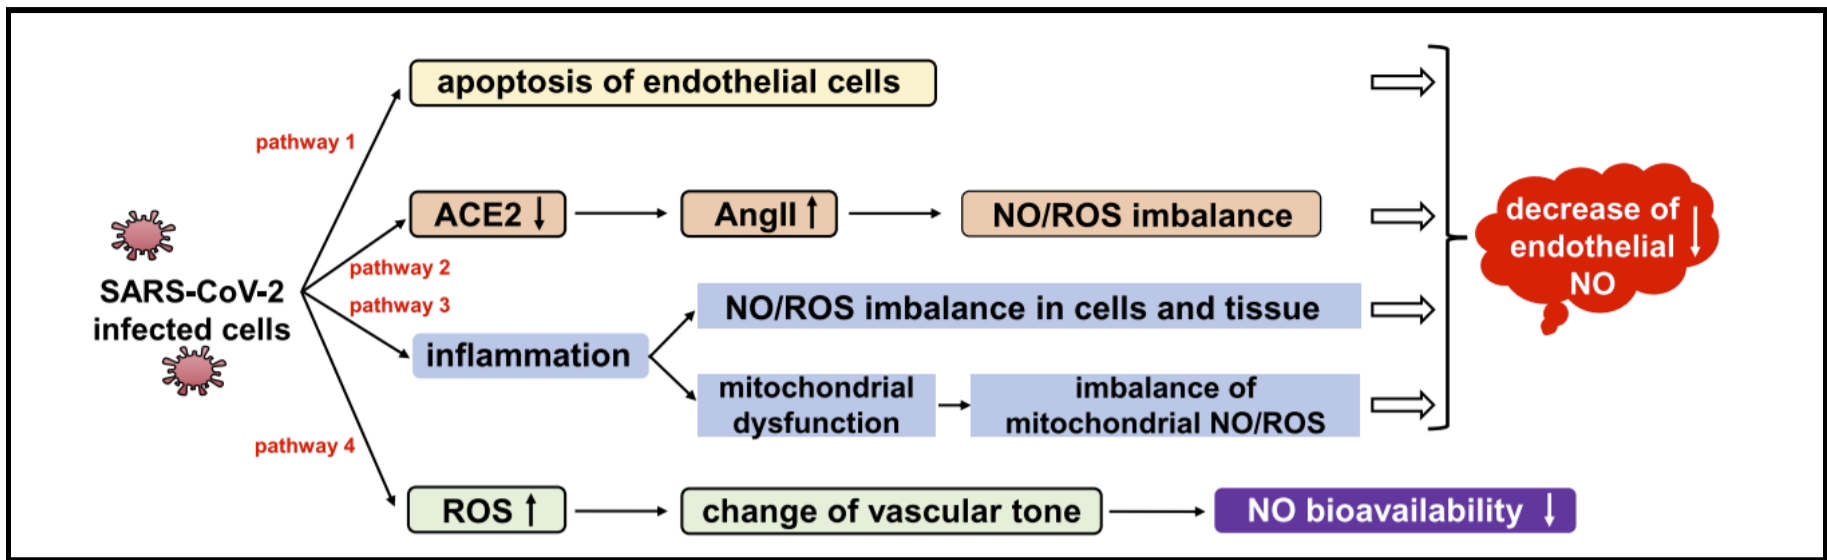 apoptosis of endothelial cells
pathway 1
ACE2 ↓
AngII ↑
NO/ROS imbalance
pathway 2
SARS-CoV-2
infected cells
pathway 3
inflammation
NO/ROS imbalance in cells and tissue
mitochondrial
dysfunction
imbalance of
mitochondrial NO/ROS
decrease of
endothelial
NO
↓
pathway 4
ROS ↑
change of vascular tone
NO bioavailability ↓